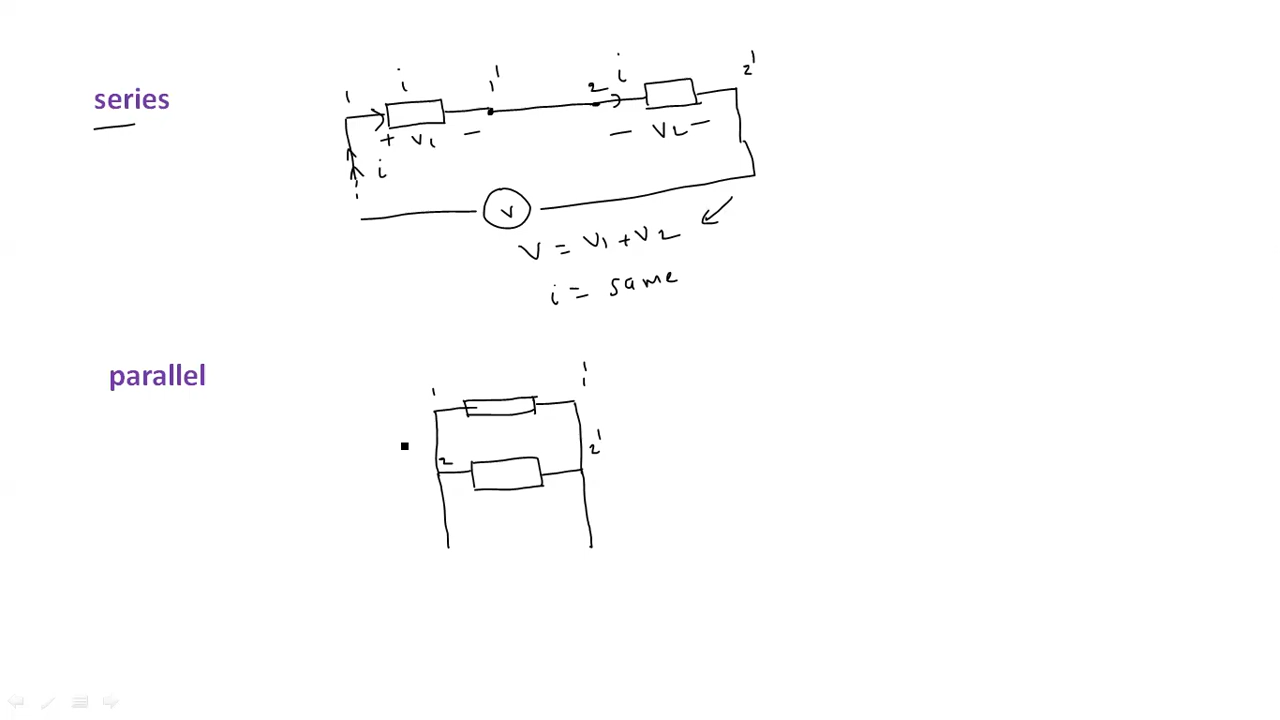 series
1 i 1' 2 i 2'
+ V1 - - V2 -
i
V
V = V1 + V2
i = same
parallel
1 1'
2 2'